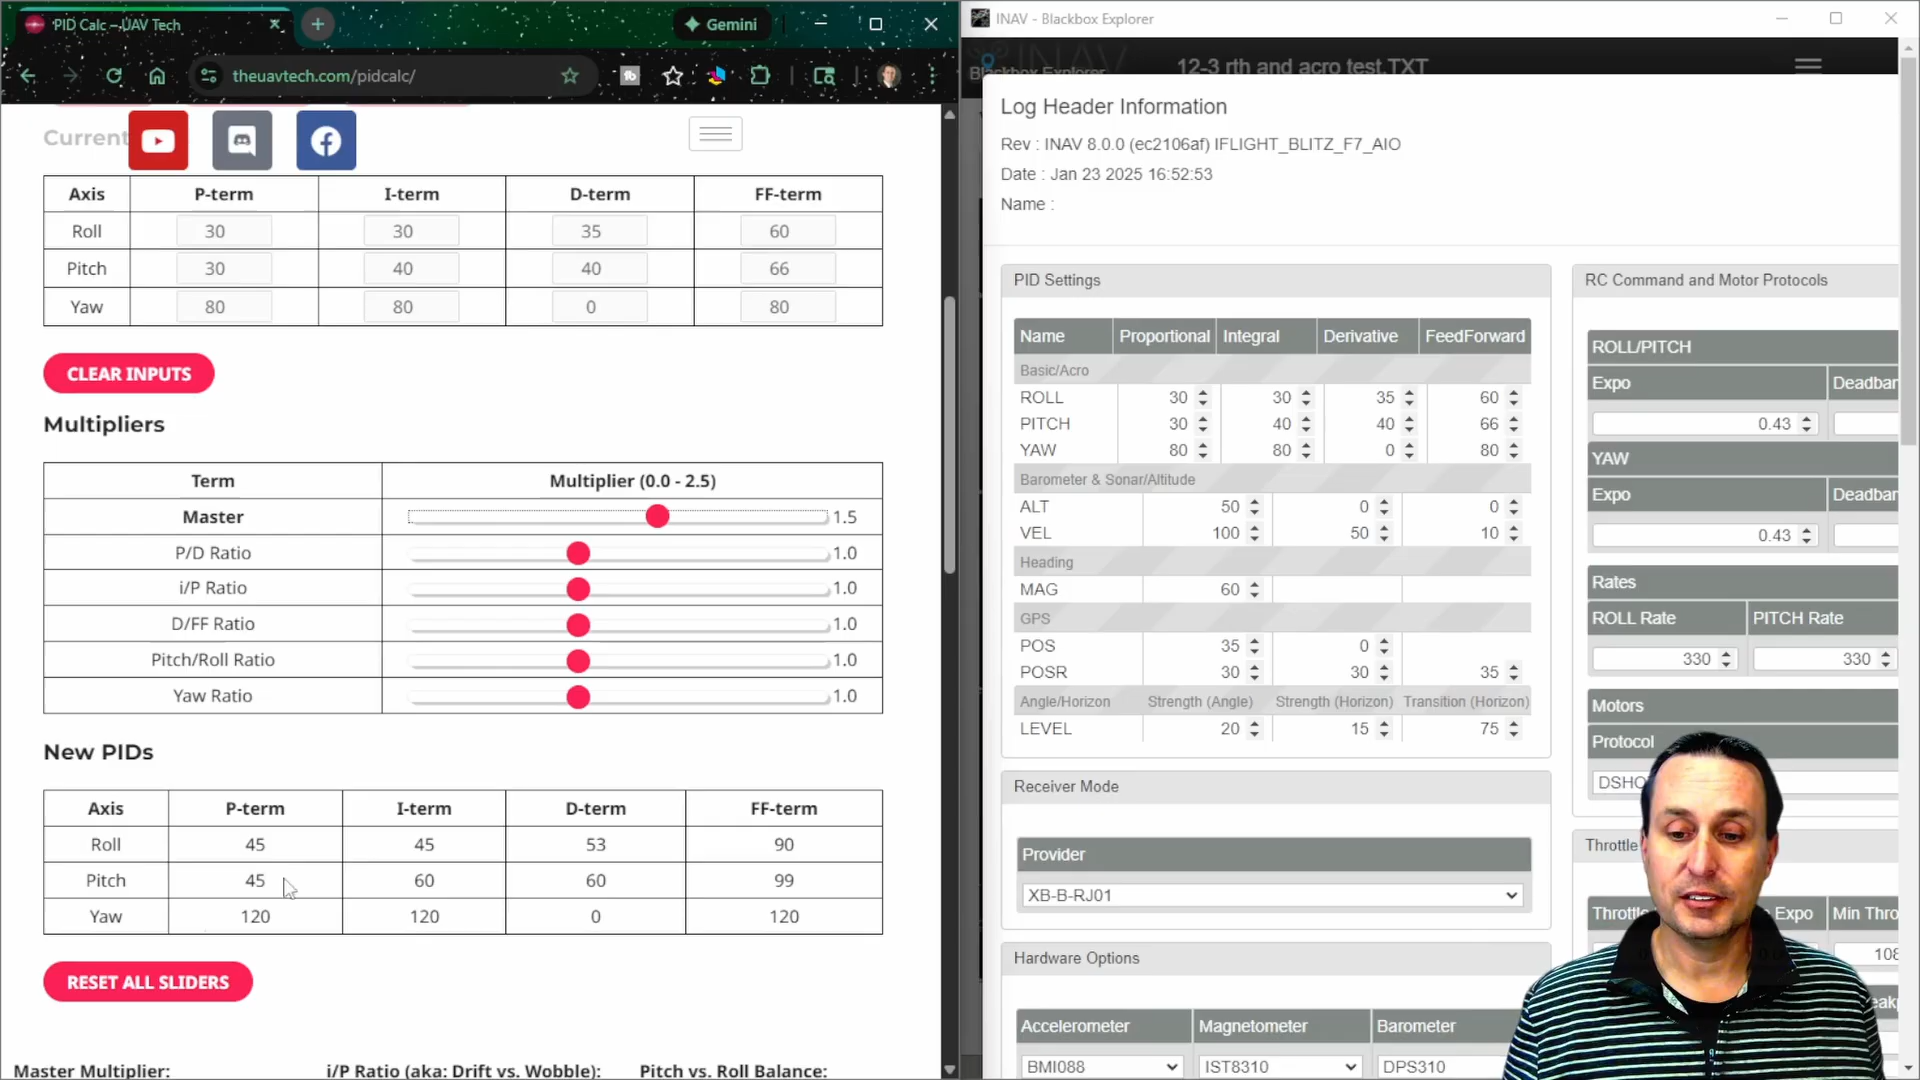 PID Calc – UAV Tech
Gemini
theuavtech.com/pidcalc/
Current
Axis P-term I-term D-term FF-term
Roll 30 30 35 60
Pitch 30 40 40 66
Yaw 80 80 0 80
CLEAR INPUTS
Multipliers
Term Multiplier (0.0 - 2.5)
Master 1.5
P/D Ratio 1.0
i/P Ratio 1.0
D/FF Ratio 1.0
Pitch/Roll Ratio 1.0
Yaw Ratio 1.0
New PIDs
Axis P-term I-term D-term FF-term
Roll 45 45 53 90
Pitch 45 60 60 99
Yaw 120 120 0 120
RESET ALL SLIDERS
Master Multiplier: i/P Ratio (aka: Drift vs. Wobble): Pitch vs. Roll Balance:
INAV - Blackbox Explorer
INAV
Blackbox Explorer 12-3 rth and acro test.TXT
Log Header Information
Rev : INAV 8.0.0 (ec2106af) IFLIGHT_BLITZ_F7_AIO
Date : Jan 23 2025 16:52:53
Name :
PID Settings
Name Proportional Integral Derivative FeedForward
Basic/Acro
ROLL 30 30 35 60
PITCH 30 40 40 66
YAW 80 80 0 80
Barometer & Sonar/Altitude
ALT 50 0 0
VEL 100 50 10
Heading
MAG 60
GPS
POS 35 0
POSR 30 30 35
Angle/Horizon Strength (Angle) Strength (Horizon) Transition (Horizon)
LEVEL 20 15 75
Receiver Mode
Provider
XB-B-RJ01
Hardware Options
Accelerometer Magnetometer Barometer
BMI088 IST8310 DPS310
RC Command and Motor Protocols
ROLL/PITCH
Expo Deadban
0.43
YAW
Expo Deadban
0.43
Rates
ROLL Rate PITCH Rate
330 330
Motors
Protocol
DSHO
Throttle
Throttle Expo Min Thro
108